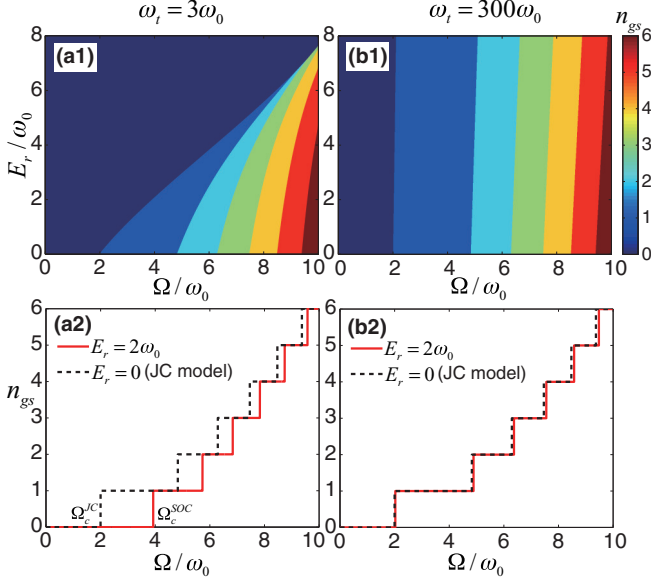 ω_t = 3ω_0
ω_t = 300ω_0
n_gs
(a1)
(b1)
E_r / ω_0
8
6
4
2
0
0 2 4 6 8 10
Ω / ω_0
0 2 4 6 8 10
Ω / ω_0
6
5
4
3
2
1
0
(a2)
E_r = 2ω_0
E_r = 0 (JC model)
n_gs
6
5
4
3
2
1
0
Ω_c^JC
Ω_c^SOC
0 2 4 6 8 10
Ω / ω_0
(b2)
E_r = 2ω_0
E_r = 0 (JC model)
0 2 4 6 8 10
Ω / ω_0